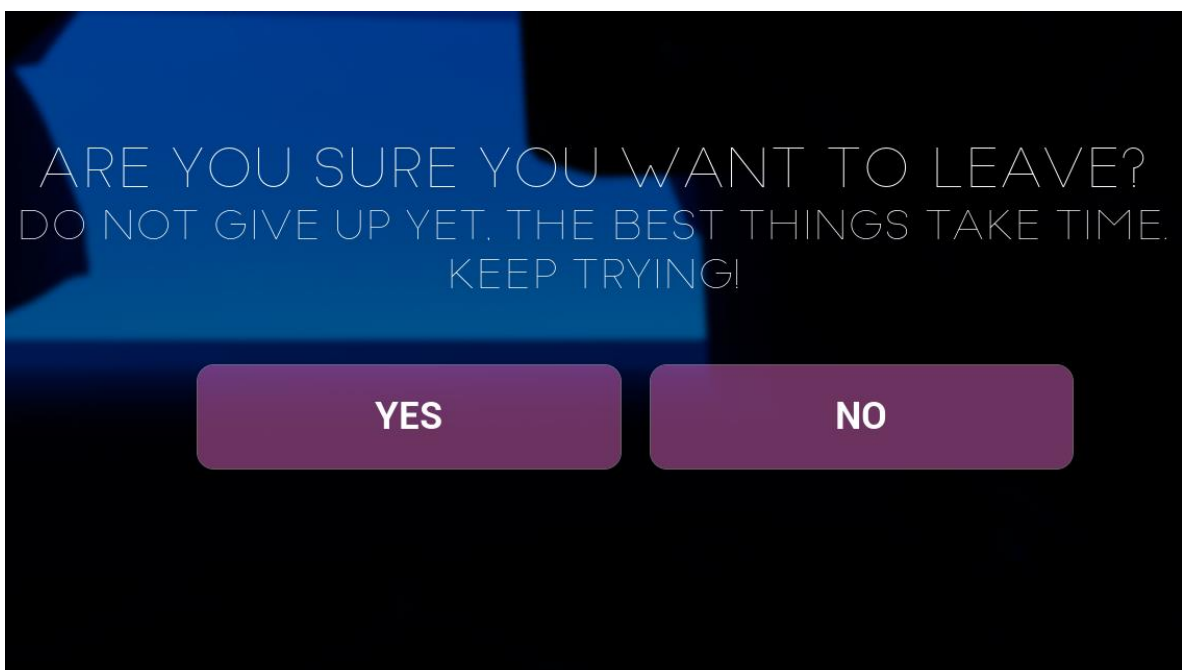 ARE YOU SURE YOU WANT TO LEAVE?
DO NOT GIVE UP YET, THE BEST THINGS TAKE TIME.
KEEP TRYING!
YES
NO